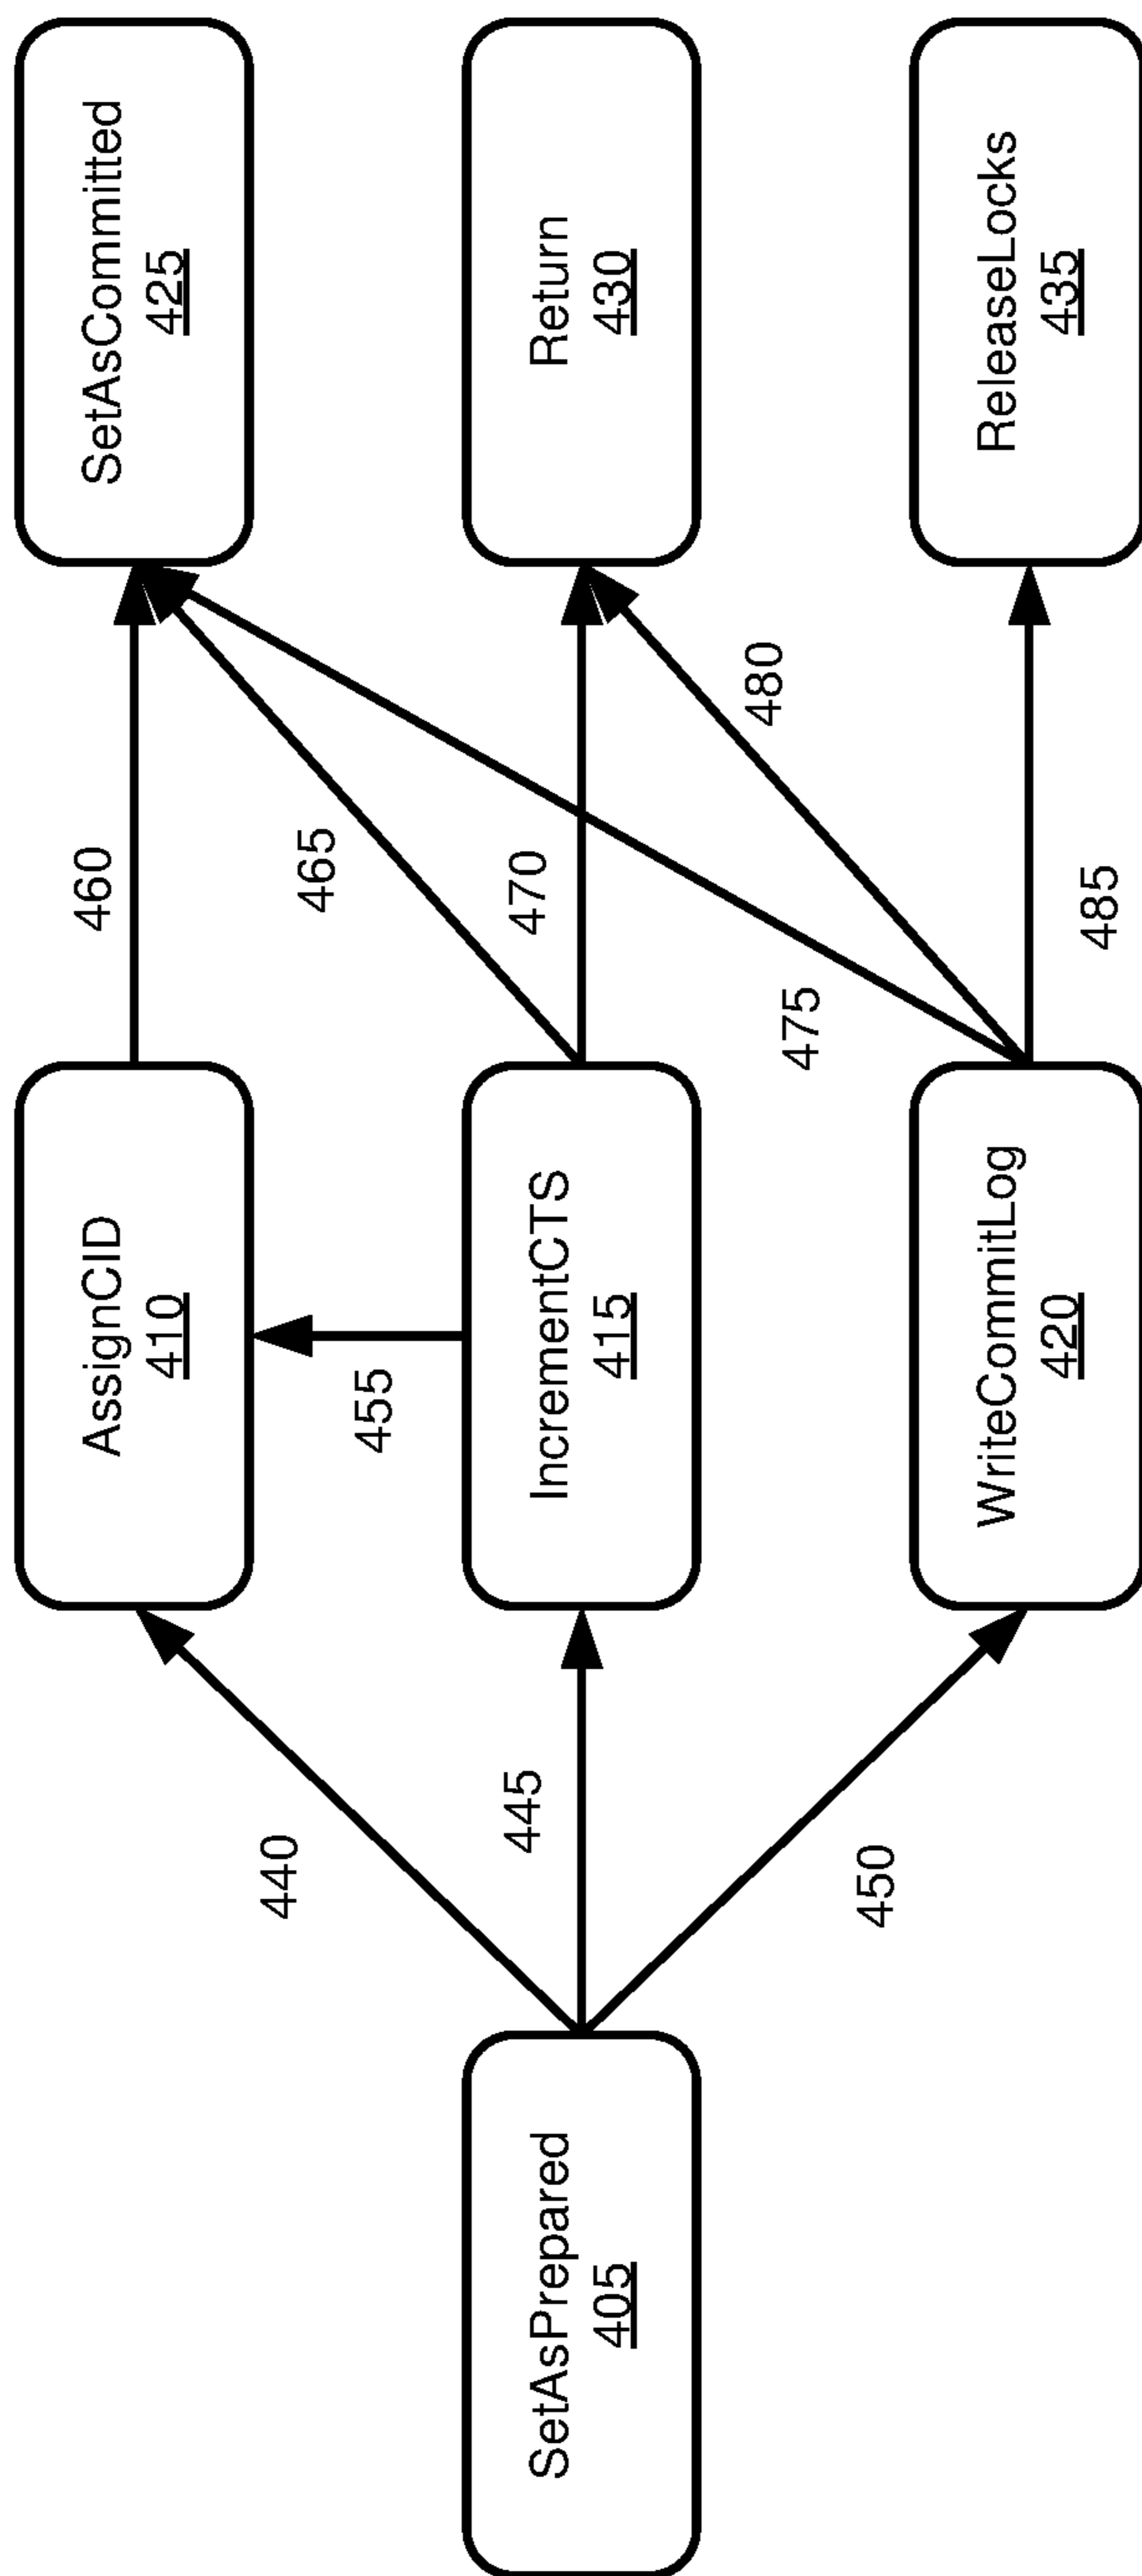 SetAsPrepared
405
440
445
450
AssignCID
410
455
IncrementCTS
415
WriteCommitLog
420
460
465
470
475
480
485
SetAsCommitted
425
Return
430
ReleaseLocks
435